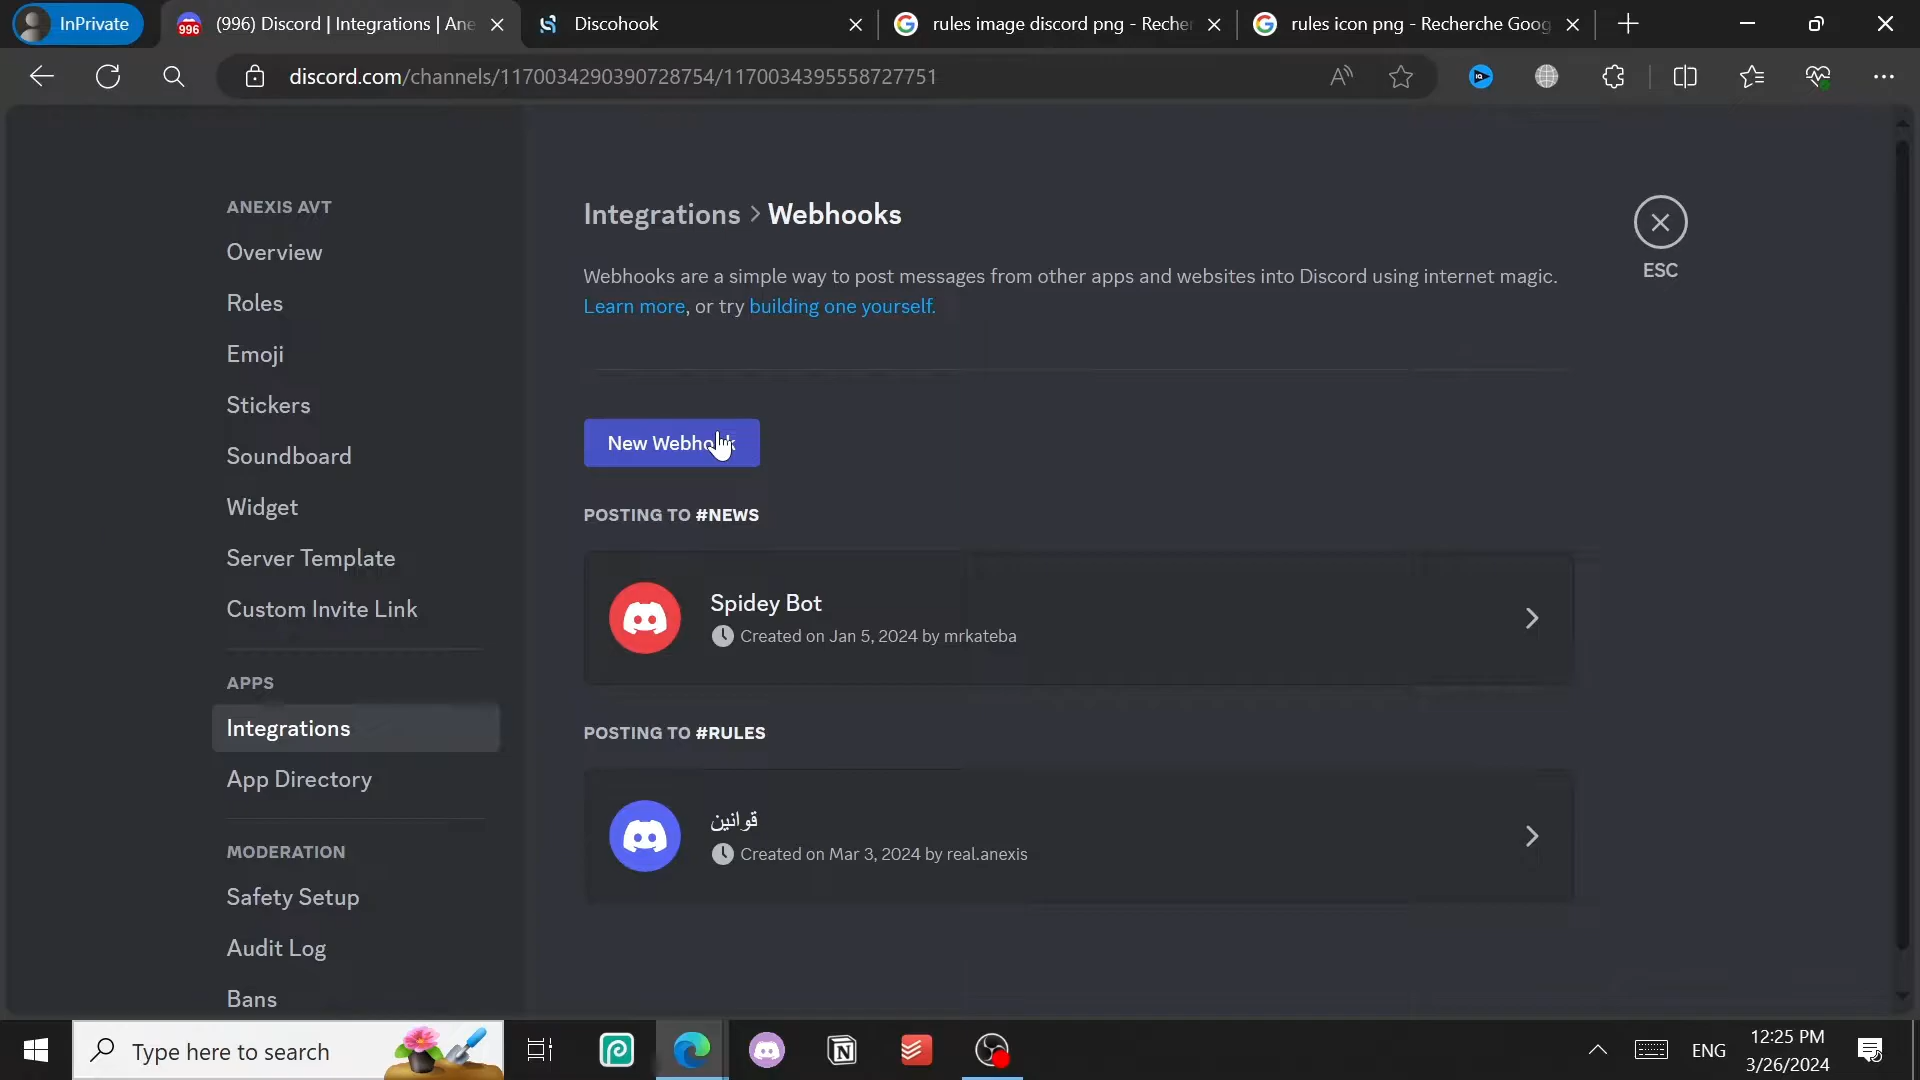 InPrivate
996
(996) Discord | Integrations | Ane
Discohook
rules image discord png - Recher
rules icon png - Recherche Goog
discord.com/channels/1170034290390728754/1170034395558727751
ANEXIS AVT
Overview
Roles
Emoji
Stickers
Soundboard
Widget
Server Template
Custom Invite Link
APPS
Integrations
App Directory
MODERATION
Safety Setup
Audit Log
Bans
Integrations > Webhooks
Webhooks are a simple way to post messages from other apps and websites into Discord using internet magic.
Learn more, or try building one yourself.
ESC
New Webhook
POSTING TO #NEWS
Spidey Bot
Created on Jan 5, 2024 by mrkateba
POSTING TO #RULES
قوانين
Created on Mar 3, 2024 by real.anexis
Type here to search
ENG
12:25 PM
3/26/2024